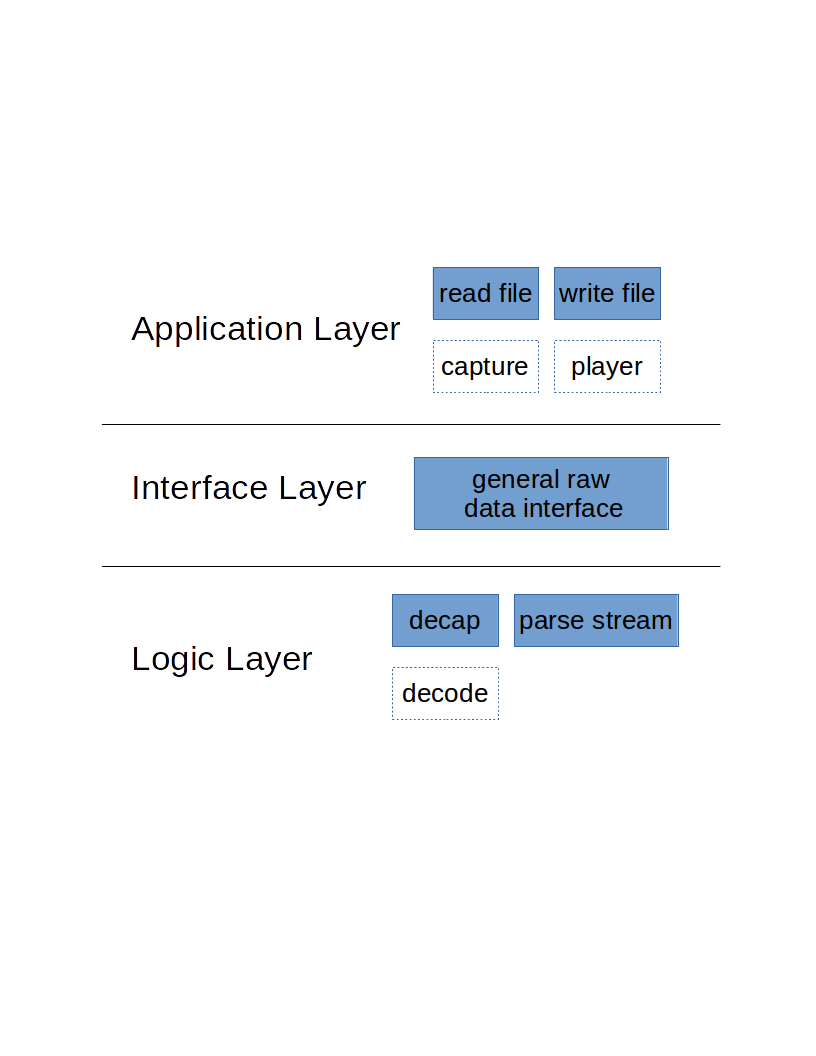 read file
write file
Application Layer
capture
player
Interface Layer
general raw
data interface
decap
parse stream
Logic Layer
decode